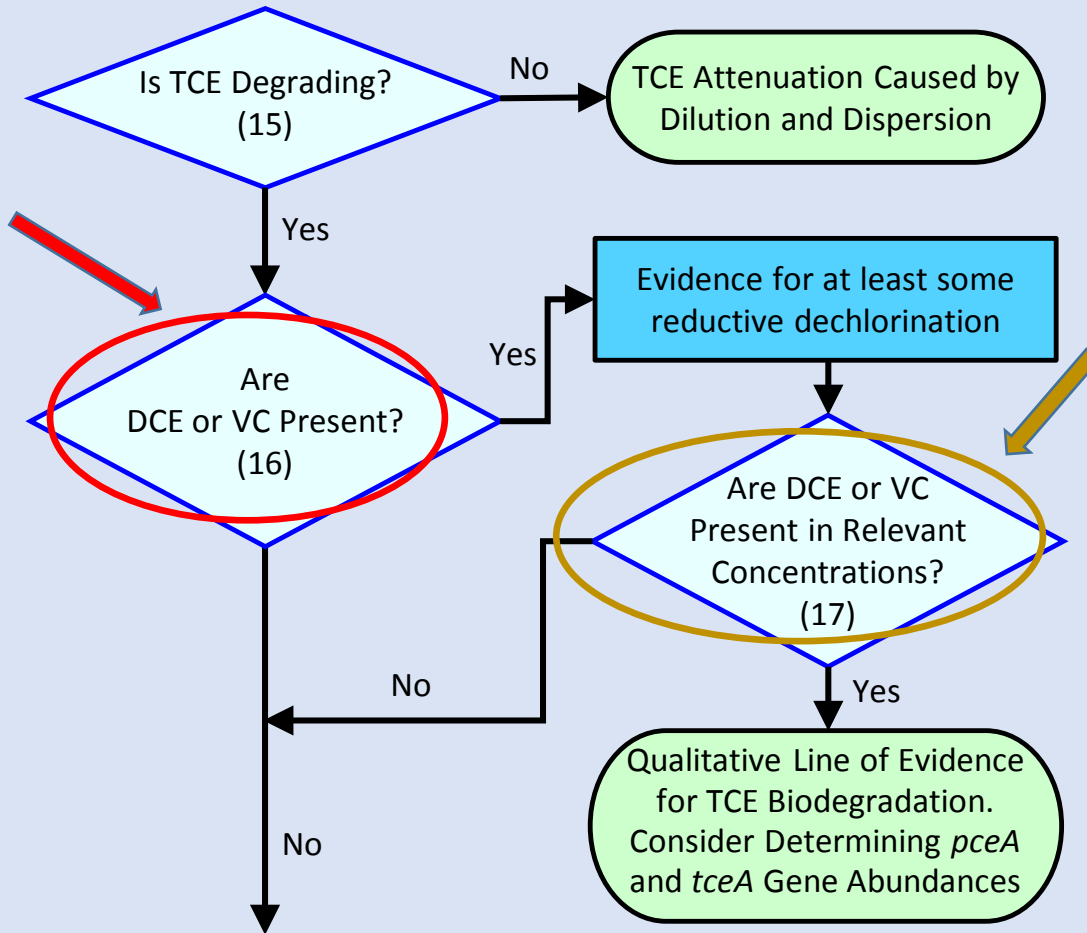 Is TCE Degrading?
(15)
No
TCE Attenuation Caused by
Dilution and Dispersion
Yes
Are
DCE or VC Present?
(16)
Yes
Evidence for at least some
reductive dechlorination
Are DCE or VC
Present in Relevant
Concentrations?
(17)
No
Yes
Qualitative Line of Evidence
for TCE Biodegradation.
Consider Determining pceA
and tceA Gene Abundances
No